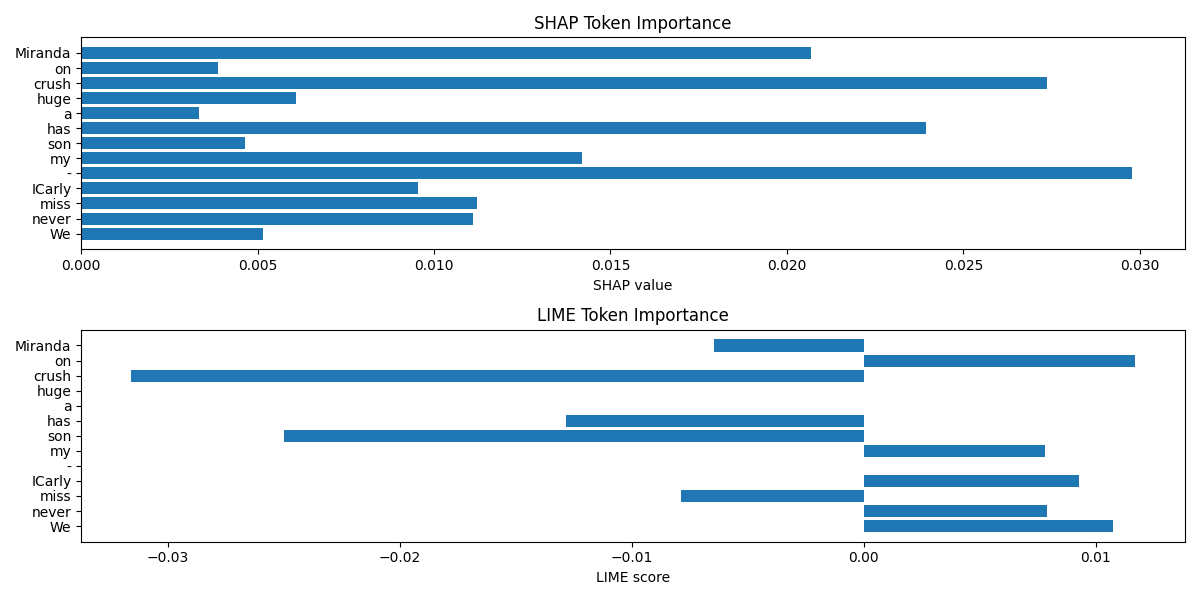 SHAP Token Importance
Miranda
on
crush
huge
a
has
son
my
-
ICarly
miss
never
We
0.000 0.005 0.010 0.015 0.020 0.025 0.030
SHAP value
LIME Token Importance
Miranda
on
crush
huge
a
has
son
my
-
ICarly
miss
never
We
−0.03 −0.02 −0.01 0.00 0.01
LIME score